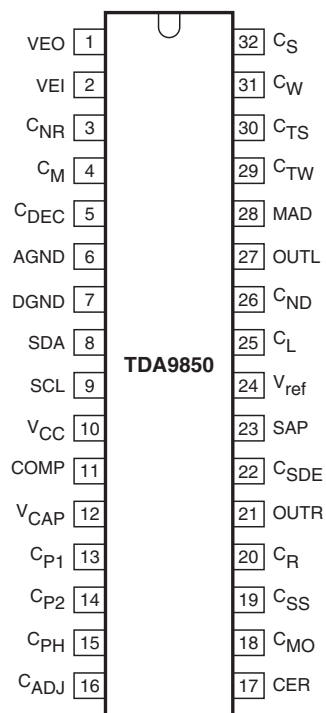 VEO 1 32 CS
VEI 2 31 CW
CNR 3 30 CTS
CM 4 29 CTW
CDEC 5 28 MAD
AGND 6 27 OUTL
DGND 7 26 CND
SDA 8 25 CL
TDA9850
SCL 9 24 Vref
VCC 10 23 SAP
COMP 11 22 CSDE
VCAP 12 21 OUTR
CP1 13 20 CR
CP2 14 19 CSS
CPH 15 18 CMO
CADJ 16 17 CER